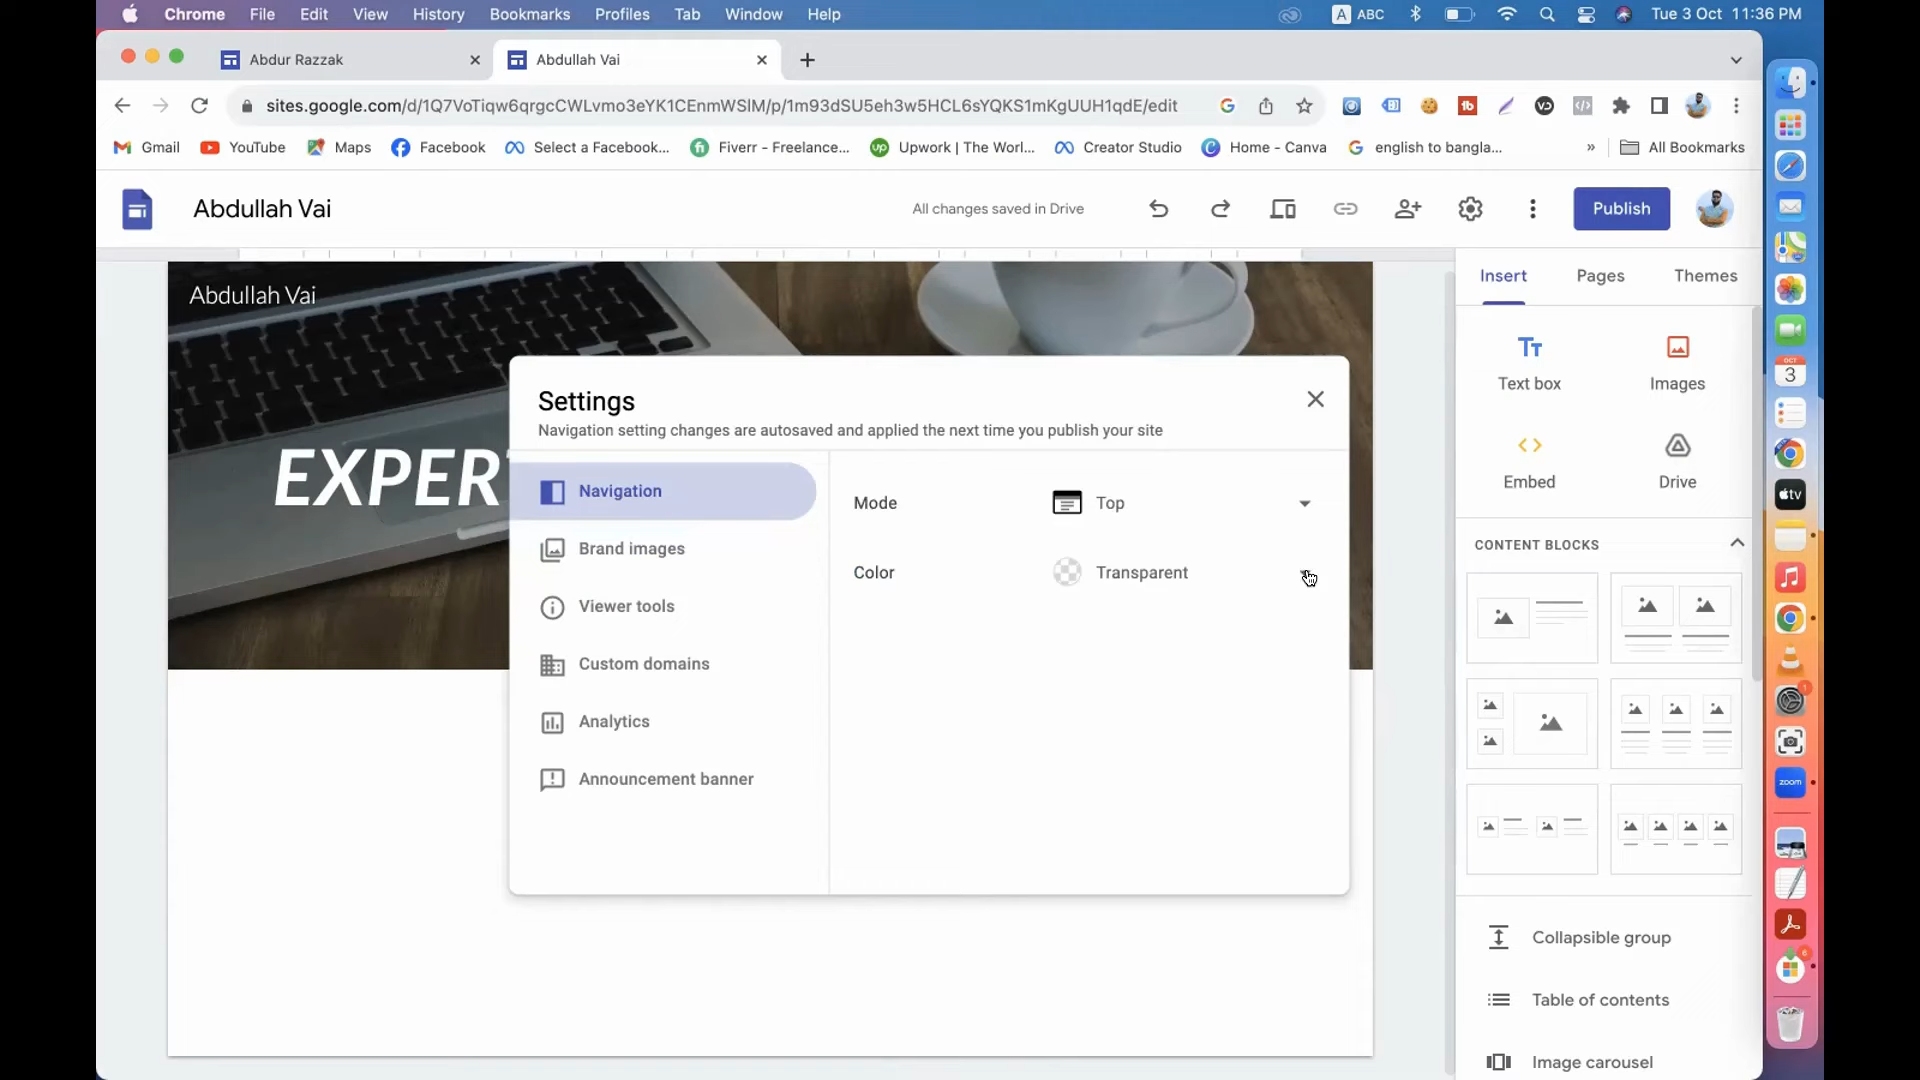 Chrome File Edit View History Bookmarks Profiles Tab Window Help A ABC Tue 3 Oct 11:36 PM
Abdur Razzak Abdullah Vai
sites.google.com/d/1Q7VoTiqw6qrgcCWLvmo3eYK1CEnmWSlM/p/1m93dSU5eh3w5HCL6sYQKS1mKgUUH1qdE/edit
Gmail YouTube Maps Facebook Select a Facebook... Fiverr - Freelance... Upwork | The Worl... Creator Studio Home - Canva english to bangla... » All Bookmarks
Abdullah Vai All changes saved in Drive Publish
Insert Pages Themes
Abdullah Vai
Text box Images
Settings
Navigation setting changes are autosaved and applied the next time you publish your site
EXPER
Embed Drive
Navigation
Mode Top
Brand images
Color Transparent
Viewer tools
Custom domains
Analytics
Announcement banner
CONTENT BLOCKS
Collapsible group
Table of contents
Image carousel
OCT
3
tv
zoom